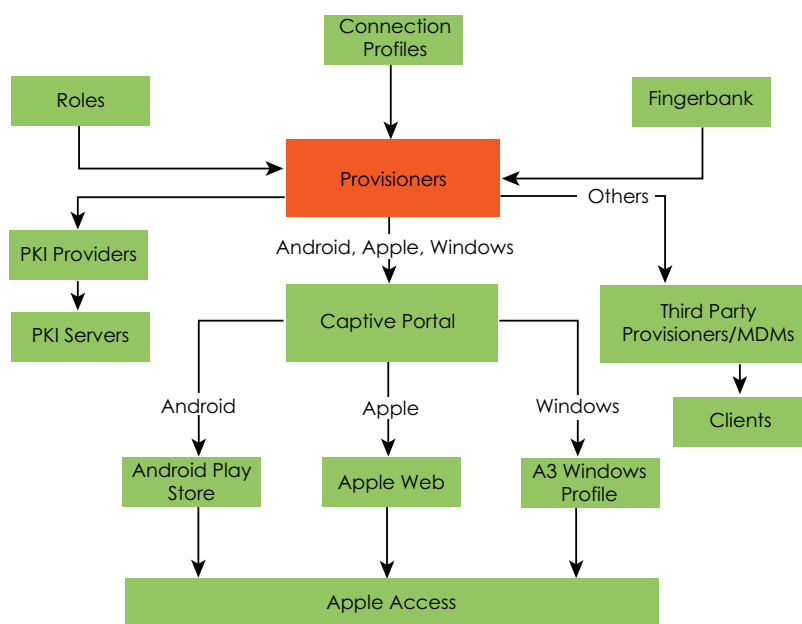 Connection
Profiles
Roles
Fingerbank
Provisioners
Others
PKI Providers
Android, Apple, Windows
PKI Servers
Captive Portal
Third Party
Provisioners/MDMs
Android
Apple
Windows
Clients
Android Play
Store
Apple Web
A3 Windows
Profile
Apple Access